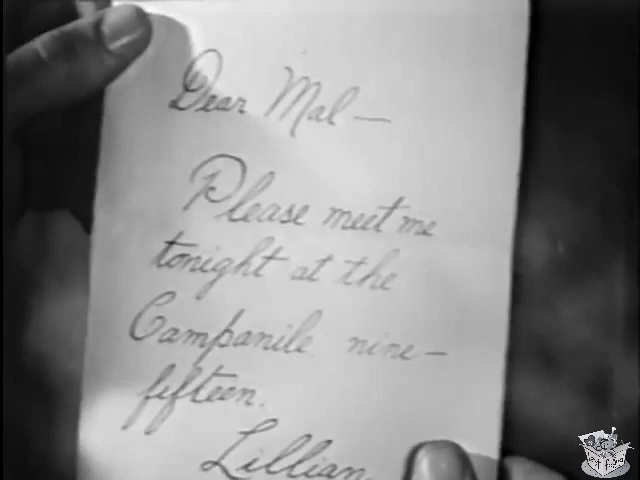 Dear Mal—
Please meet me
tonight at the
Campanile nine-
fifteen.
Lillian